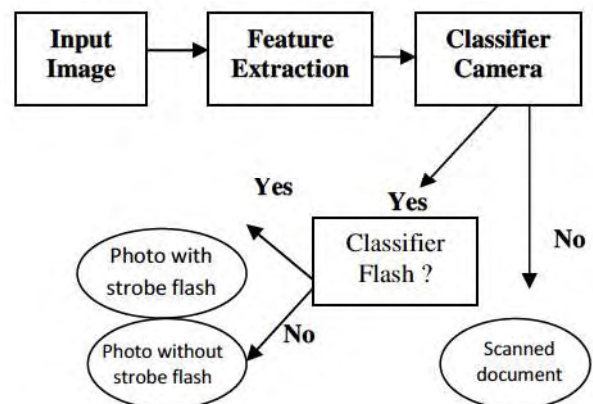 Input
Image
Feature
Extraction
Classifier
Camera
Yes
Yes
No
Classifier
Flash ?
Photo with
strobe flash
No
Photo without
strobe flash
Scanned
document